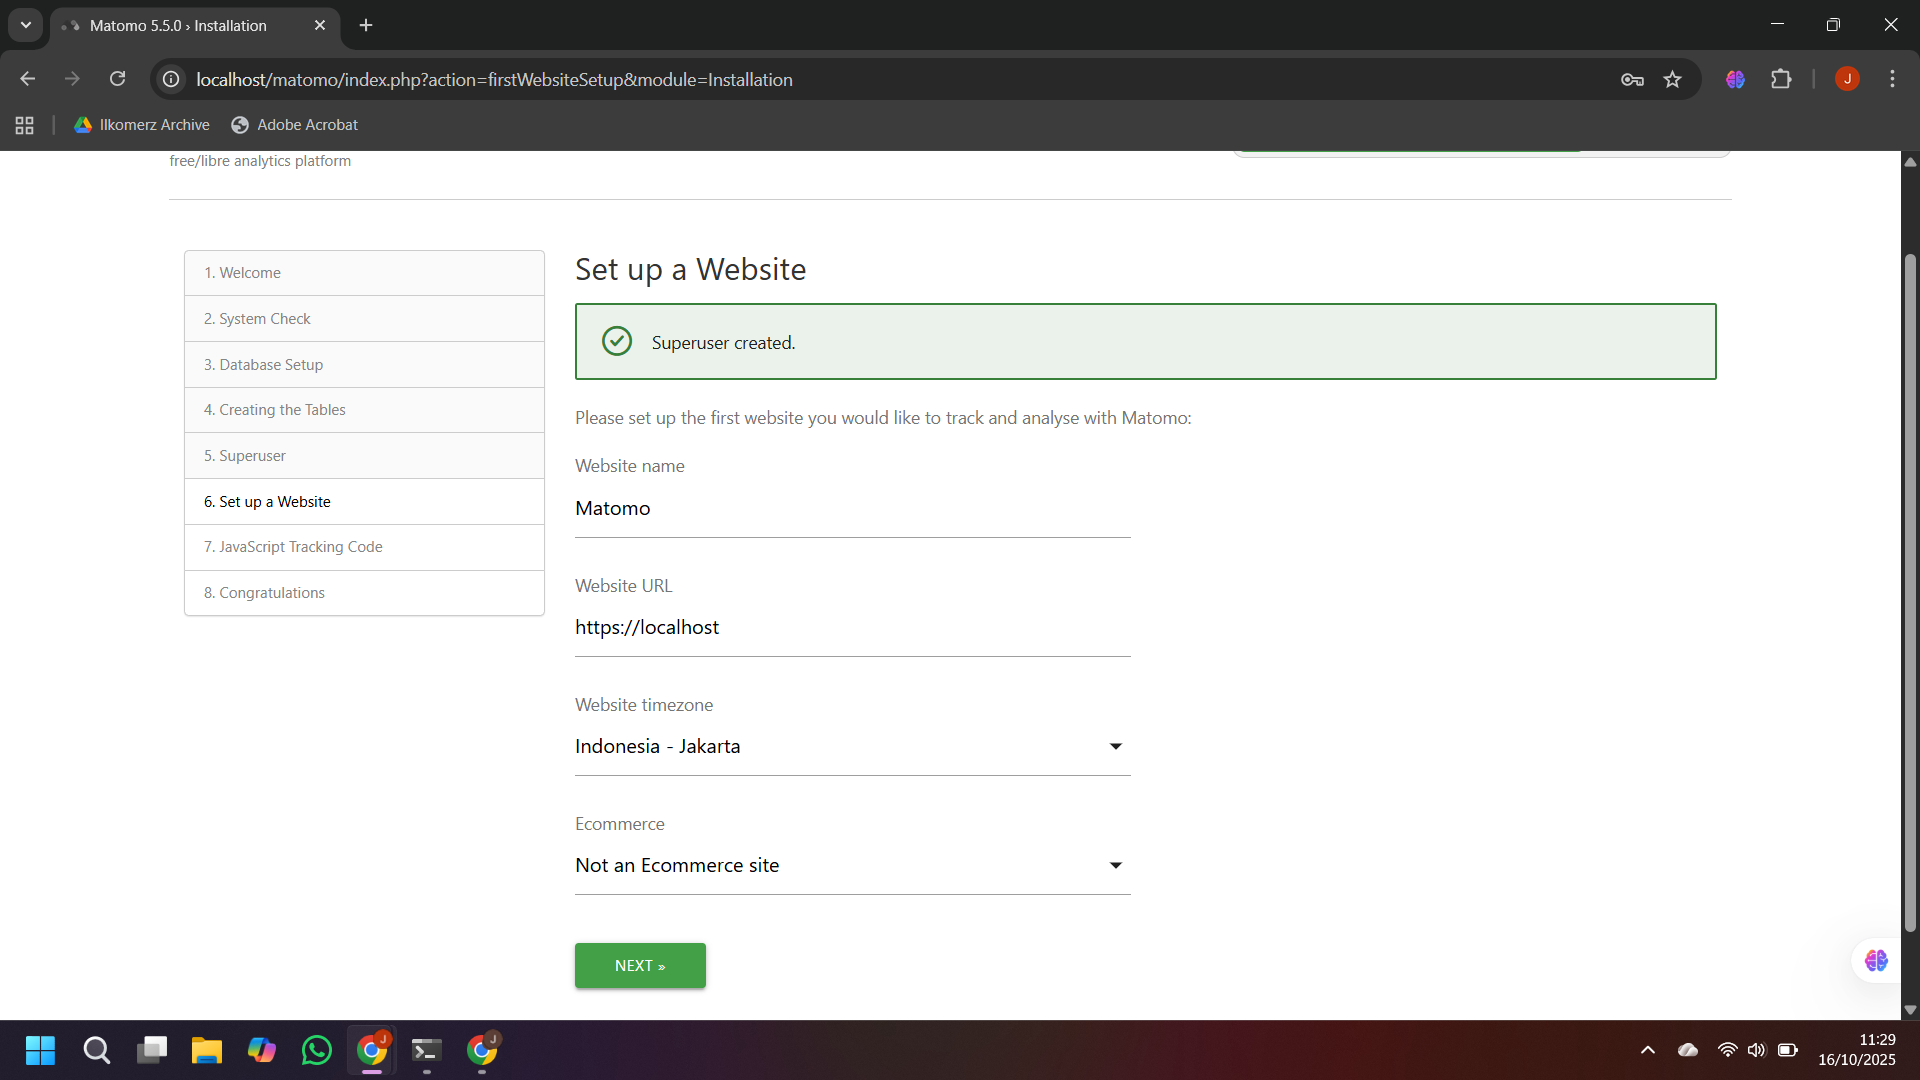 Matomo 5.5.0 › Installation
localhost/matomo/index.php?action=firstWebsiteSetup&module=Installation
J
Ilkomerz Archive
Adobe Acrobat
free/libre analytics platform
1. Welcome
2. System Check
3. Database Setup
4. Creating the Tables
5. Superuser
6. Set up a Website
7. JavaScript Tracking Code
8. Congratulations
Set up a Website
Superuser created.
Please set up the first website you would like to track and analyse with Matomo:
Website name
Matomo
Website URL
https://localhost
Website timezone
Indonesia - Jakarta
Ecommerce
Not an Ecommerce site
NEXT »
J
J
11:29
16/10/2025